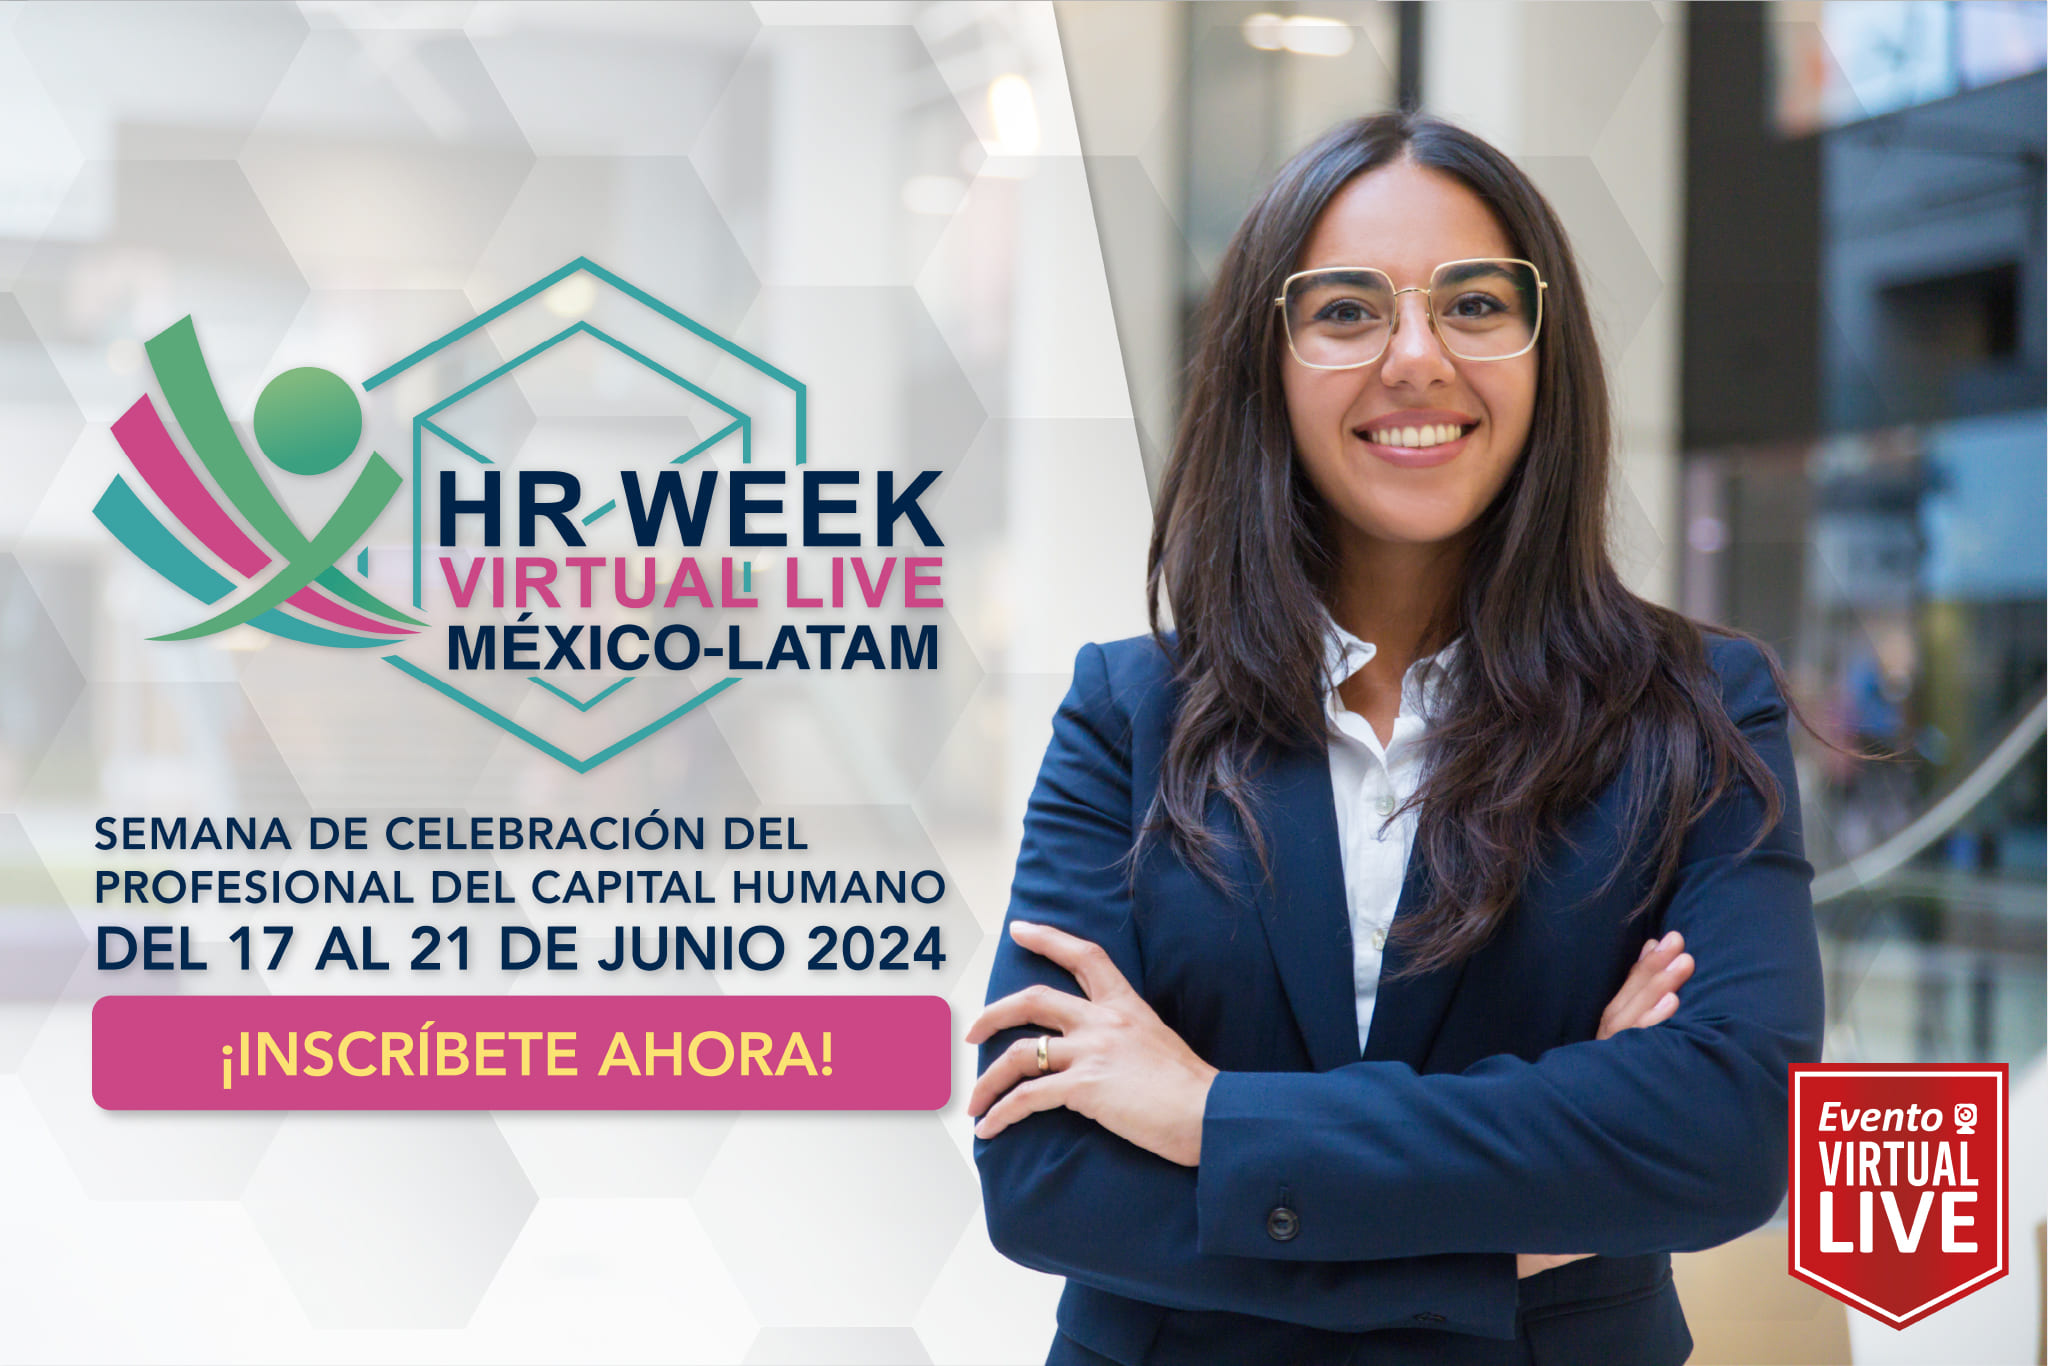 HR WEEK
VIRTUAL LIVE
MÉXICO-LATAM
SEMANA DE CELEBRACIÓN DEL
PROFESIONAL DEL CAPITAL HUMANO
DEL 17 AL 21 DE JUNIO 2024
¡INSCRÍBETE AHORA!
Evento
VIRTUAL
LIVE